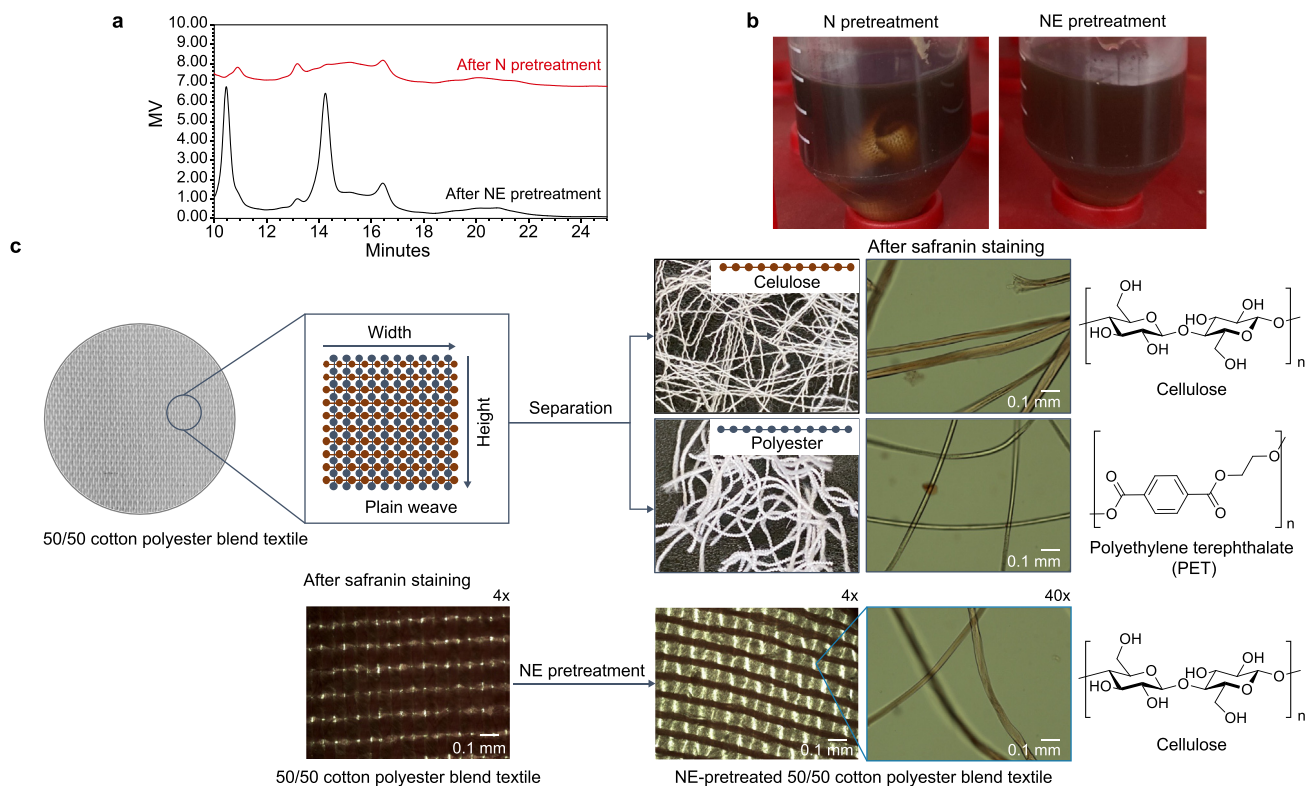 a
10.00
9.00
8.00
7.00
6.00
5.00
4.00
3.00
2.00
1.00
0.00
MV
After N pretreatment
After NE pretreatment
10 12 14 16 18 20 22 24
Minutes
b
N pretreatment
NE pretreatment
c
50/50 cotton polyester blend textile
Width
Height
Plain weave
Separation
Celulose
Polyester
After safranin staining
0.1 mm
0.1 mm
OH
O
HO
OH
O
HO
OH
O
O
OH
n
Cellulose
O
O
O
O
n
Polyethylene terephthalate
(PET)
After safranin staining
4x
0.1 mm
50/50 cotton polyester blend textile
NE pretreatment
4x
0.1 mm
40x
0.1 mm
NE-pretreated 50/50 cotton polyester blend textile
OH
O
HO
OH
O
HO
OH
O
O
OH
n
Cellulose